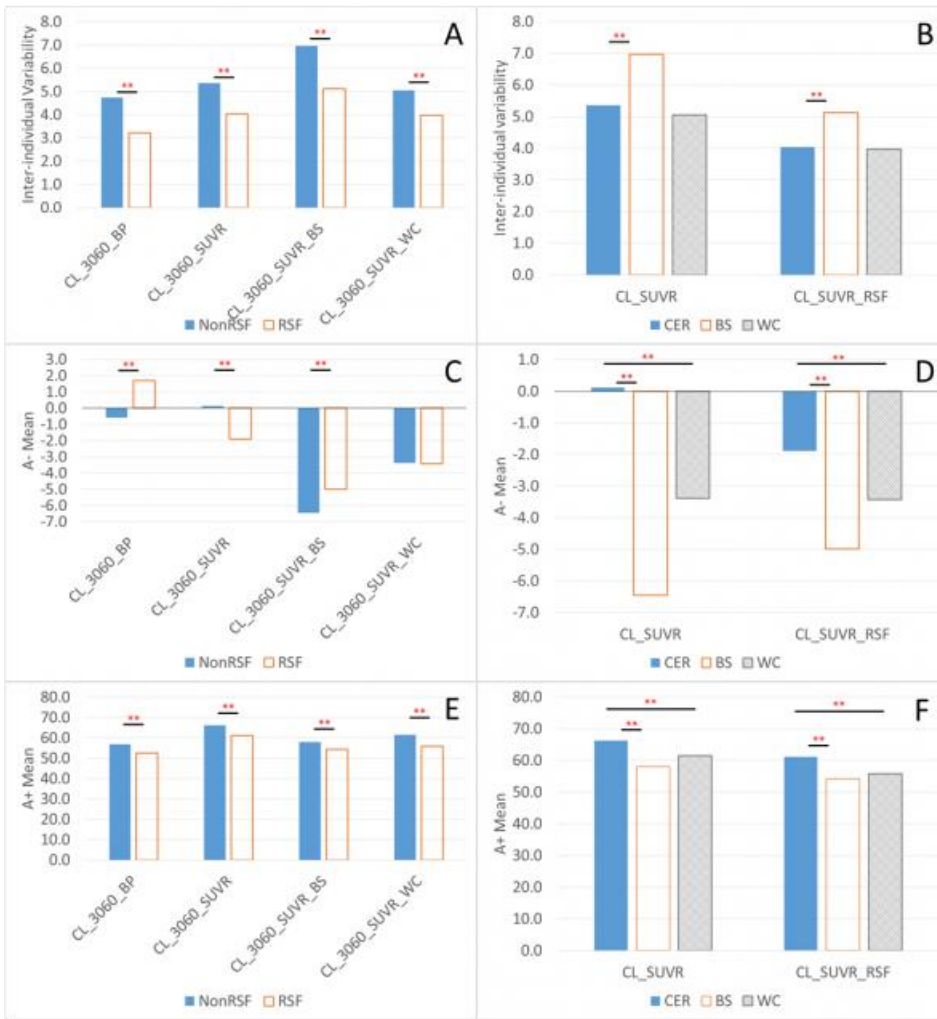 A
Inter-individual Variability
8.0
7.0
6.0
5.0
4.0
3.0
2.0
1.0
0.0
** ** ** **
CL_3060_BP
CL_3060_SUVR
CL_3060_SUVR_BS
CL_3060_SUVR_WC
NonRSF RSF
B
Inter-individual variability
8.0
7.0
6.0
5.0
4.0
3.0
2.0
1.0
0.0
** **
CL_SUVR CL_SUVR_RSF
CER BS WC
C
A- Mean
3.0
2.0
1.0
0.0
-1.0
-2.0
-3.0
-4.0
-5.0
-6.0
-7.0
** ** **
CL_3060_BP
CL_3060_SUVR
CL_3060_SUVR_BS
CL_3060_SUVR_WC
NonRSF RSF
D
A- Mean
1.0
0.0
-1.0
-2.0
-3.0
-4.0
-5.0
-6.0
-7.0
** **
** **
CL_SUVR CL_SUVR_RSF
CER BS WC
E
A+ Mean
80.0
70.0
60.0
50.0
40.0
30.0
20.0
10.0
0.0
** ** ** **
CL_3060_BP
CL_3060_SUVR
CL_3060_SUVR_BS
CL_3060_SUVR_WC
NonRSF RSF
F
A+ Mean
80.0
70.0
60.0
50.0
40.0
30.0
20.0
10.0
0.0
** **
** **
CL_SUVR CL_SUVR_RSF
CER BS WC